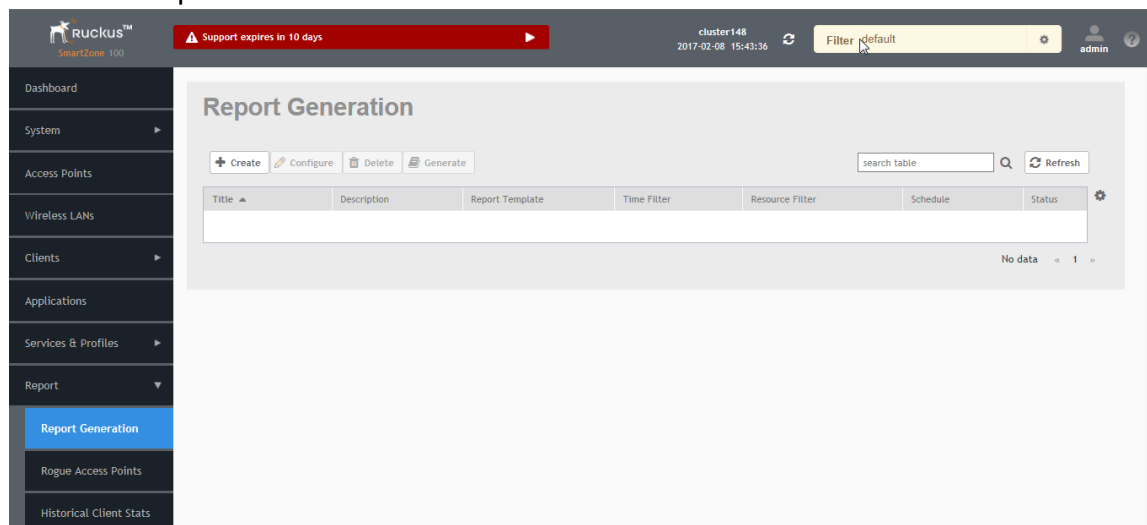 Ruckus™
SmartZone 100
Support expires in 10 days
cluster148
2017-02-08 15:43:36
Filter default
admin
Dashboard
System
Access Points
Wireless LANs
Clients
Applications
Services & Profiles
Report
Report Generation
Rogue Access Points
Historical Client Stats
Report Generation
Create Configure Delete Generate search table Refresh
Title Description Report Template Time Filter Resource Filter Schedule Status
No data « 1 »